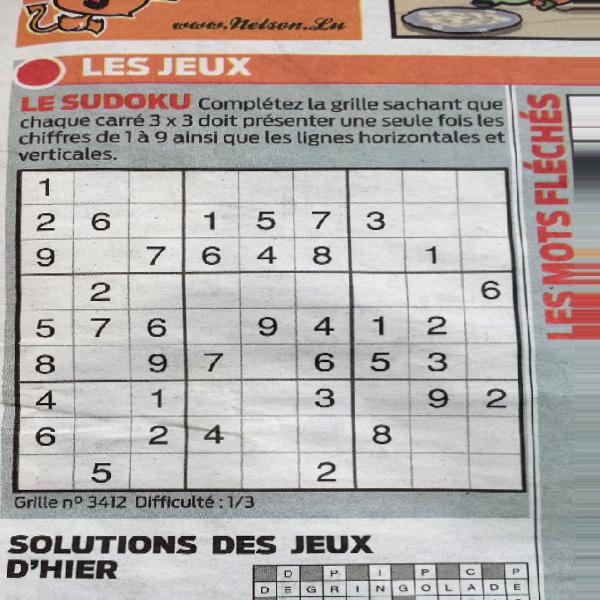 www.Nelson.Lu
LES JEUX
LE SUDOKU Complétez la grille sachant que
chaque carré 3 x 3 doit présenter une seule fois les
chiffres de 1 à 9 ainsi que les lignes horizontales et
verticales.
LES MOTS FLÉCHÉS
1
2 6 1 5 7 3
9 7 6 4 8 1
2 6
5 7 6 9 4 1 2
8 9 7 6 5 3
4 1 3 9 2
6 2 4 8
5 2
Grille nº 3412 Difficulté : 1/3
SOLUTIONS DES JEUX
D'HIER
D P I P C P
D E G R I N G O L A D E